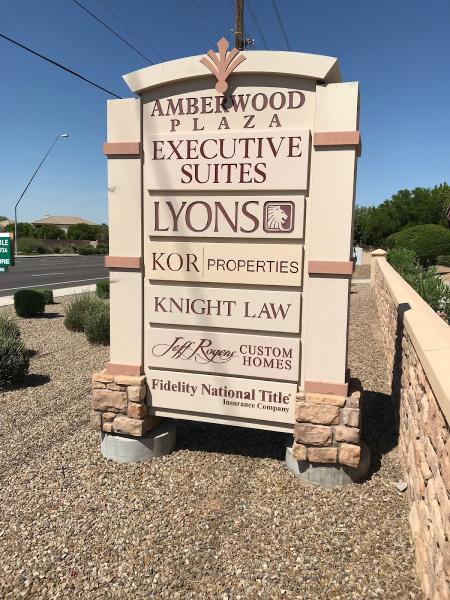 AMBERWOOD
PLAZA
EXECUTIVE
SUITES
LYONS
KOR PROPERTIES
KNIGHT LAW
Jeff Rogers CUSTOM
HOMES
Fidelity National Title®
Insurance Company